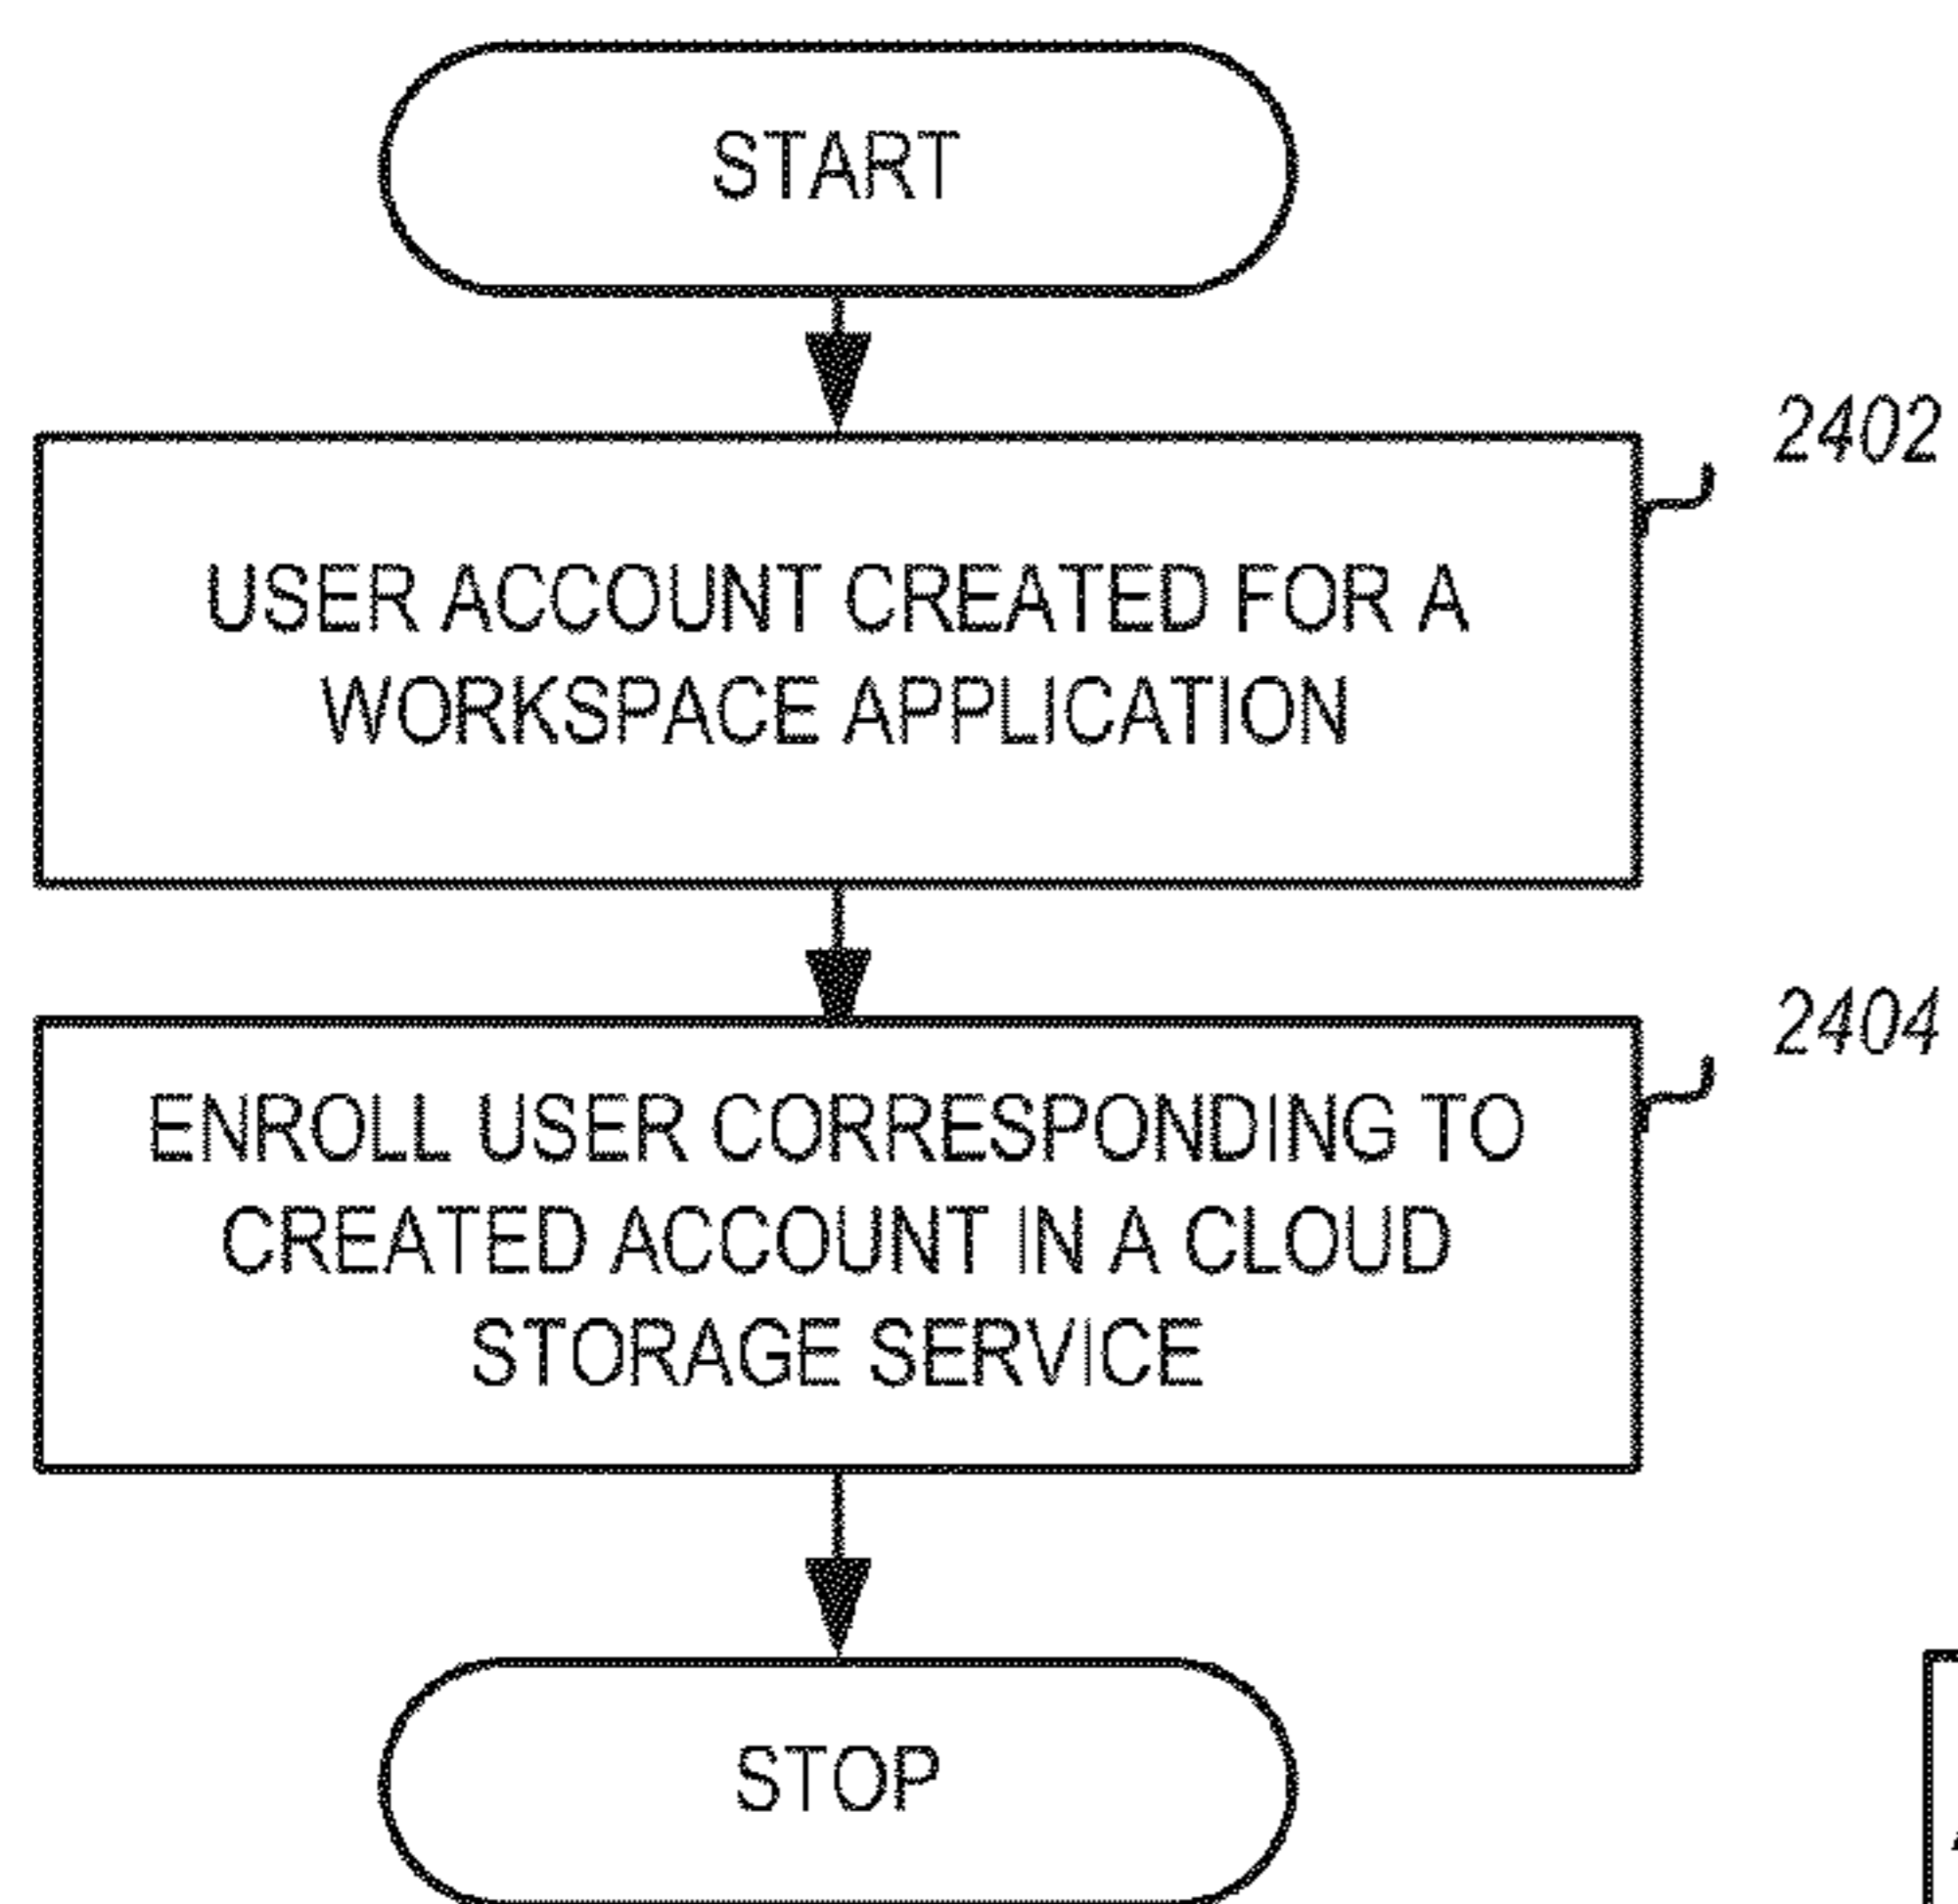 START
2402
USER ACCOUNT CREATED FOR A
WORKSPACE APPLICATION
2404
ENROLL USER CORRESPONDING TO
CREATED ACCOUNT IN A CLOUD
STORAGE SERVICE
STOP